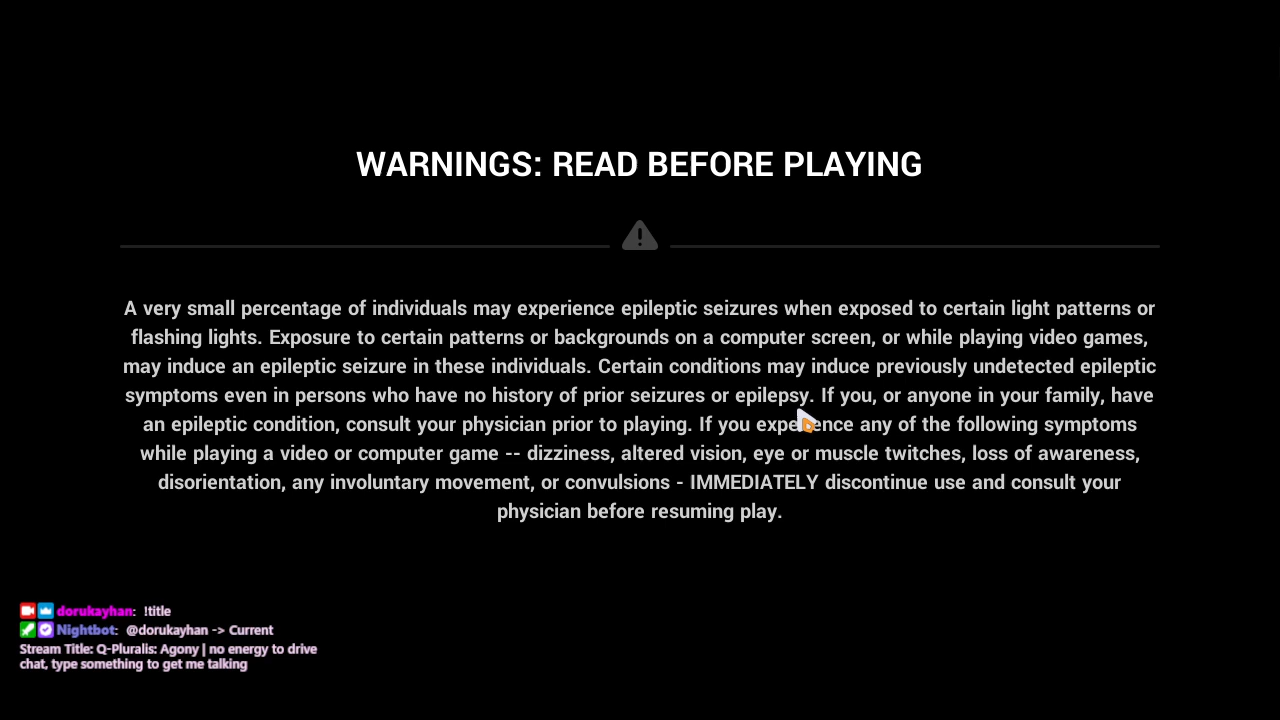 WARNINGS: READ BEFORE PLAYING
A very small percentage of individuals may experience epileptic seizures when exposed to certain light patterns or
flashing lights. Exposure to certain patterns or backgrounds on a computer screen, or while playing video games,
may induce an epileptic seizure in these individuals. Certain conditions may induce previously undetected epileptic
symptoms even in persons who have no history of prior seizures or epilepsy. If you, or anyone in your family, have
an epileptic condition, consult your physician prior to playing. If you experience any of the following symptoms
while playing a video or computer game -- dizziness, altered vision, eye or muscle twitches, loss of awareness,
disorientation, any involuntary movement, or convulsions - IMMEDIATELY discontinue use and consult your
physician before resuming play.
dorukayhan: !title
Nightbot: @dorukayhan -> Current
Stream Title: Q-Pluralis: Agony | no energy to drive
chat, type something to get me talking